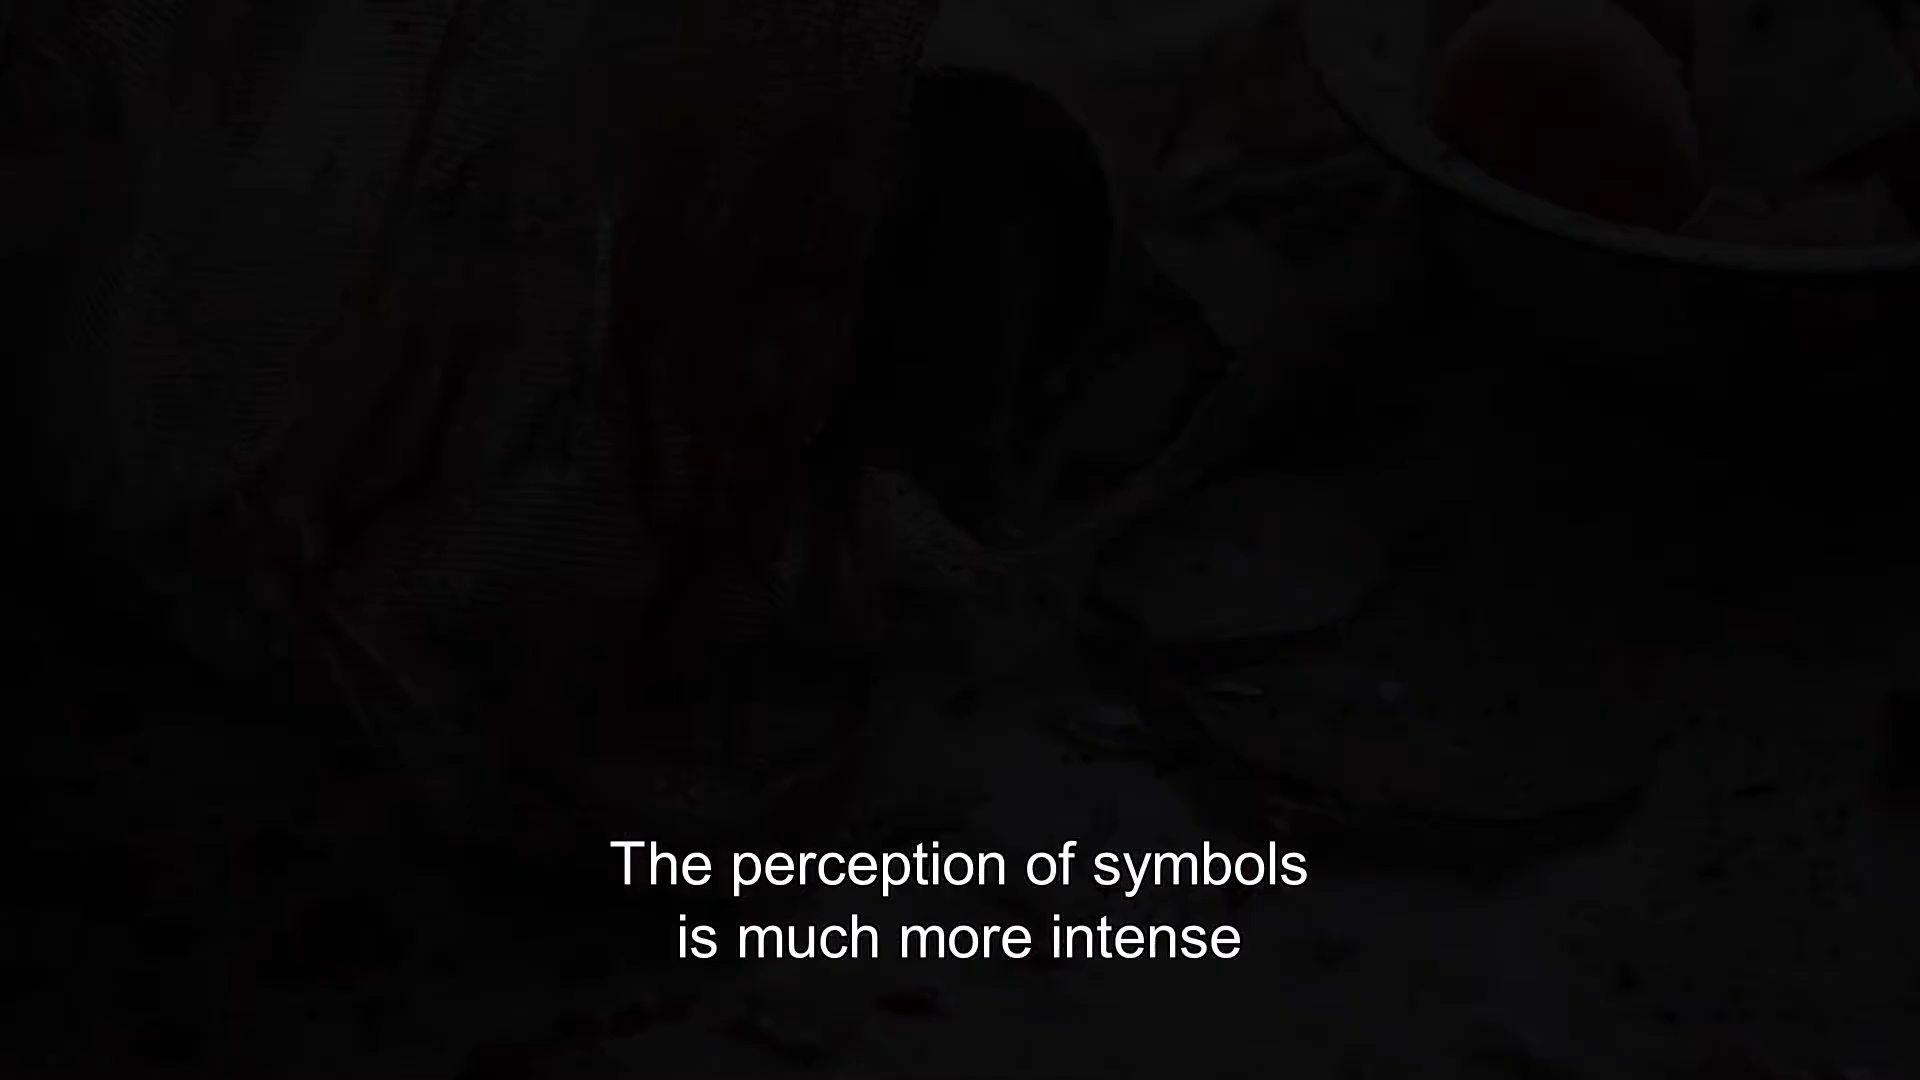 The perception of symbols
is much more intense